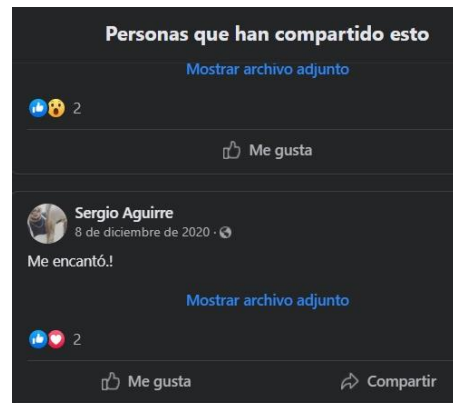 Personas que han compartido esto
Mostrar archivo adjunto
2
Me gusta
Sergio Aguirre
8 de diciembre de 2020 ·
Me encantó.!
Mostrar archivo adjunto
2
Me gusta Compartir